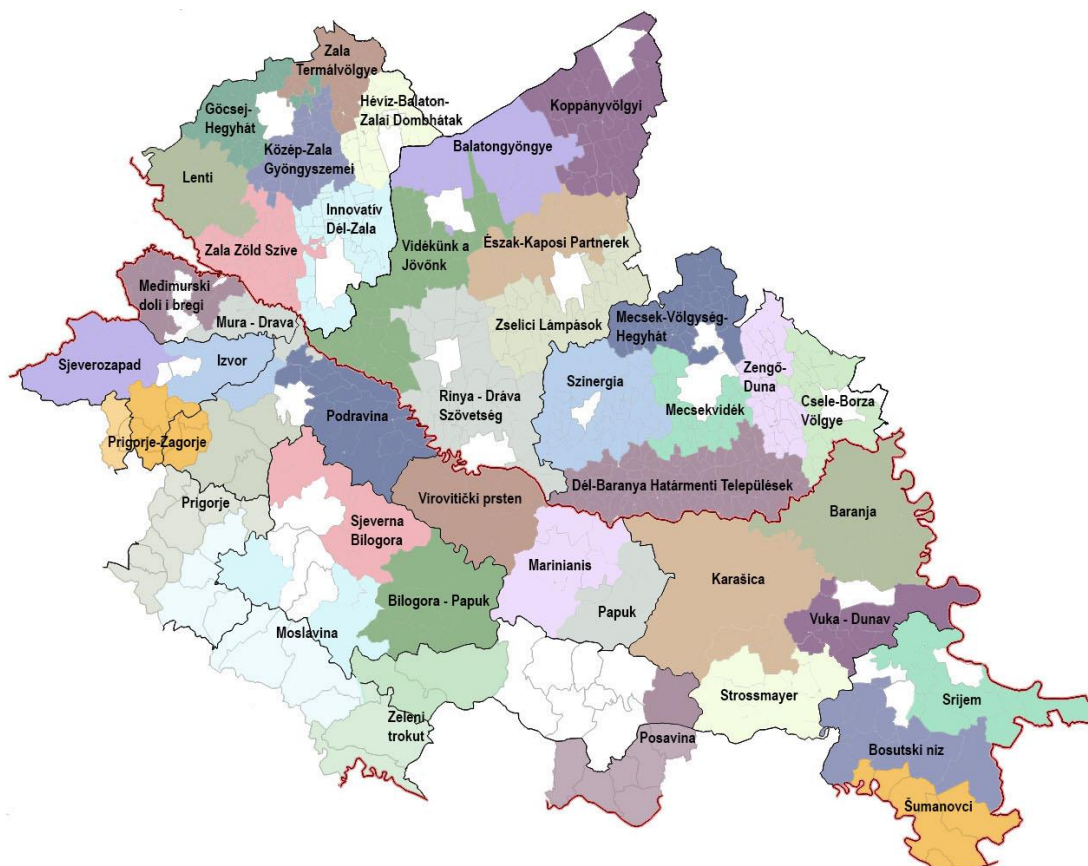 Zala
Termálvölgye
Göcsej-
Hegyhát
Hévíz-Balaton-
Zalai Dombhátak
Koppányvölgyi
Közép-Zala
Gyöngyszemei
Balatongyöngye
Lenti
Innovatív
Dél-Zala
Zala Zöld Szíve
Vidékünk a
Jövőnk
Észak-Kaposi Partnerek
Međimurski
doli i bregi
Mura - Drava
Zselici Lámpások
Mecsek-Völgység-
Hegyhát
Sjeverozapad
Izvor
Zengő-
Duna
Szinergia
Rinya - Dráva
Szövetség
Mecsekvidék
Csele-Borza
Völgye
Podravina
Prigorje-Zagorje
Dél-Baranya Határmenti Települések
Virovitički prsten
Prigorje
Baranja
Sjeverna
Bilogora
Marinianis
Karašica
Bilogora - Papuk
Papuk
Vuka - Dunav
Moslavina
Strossmayer
Srijem
Zeleni
trokut
Posavina
Bosutski niz
Šumanovci